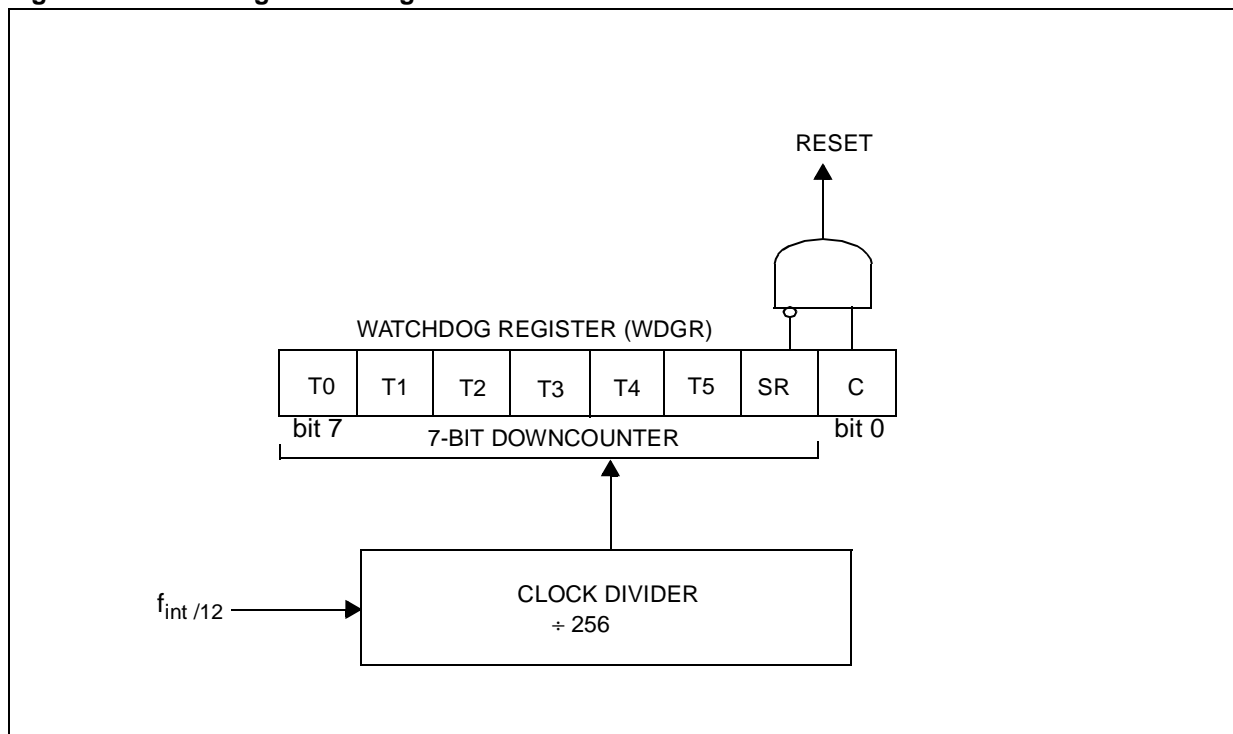 RESET
WATCHDOG REGISTER (WDGR)
T0 T1 T2 T3 T4 T5 SR C
bit 7 bit 0
7-BIT DOWNCOUNTER
fint /12
CLOCK DIVIDER
÷ 256